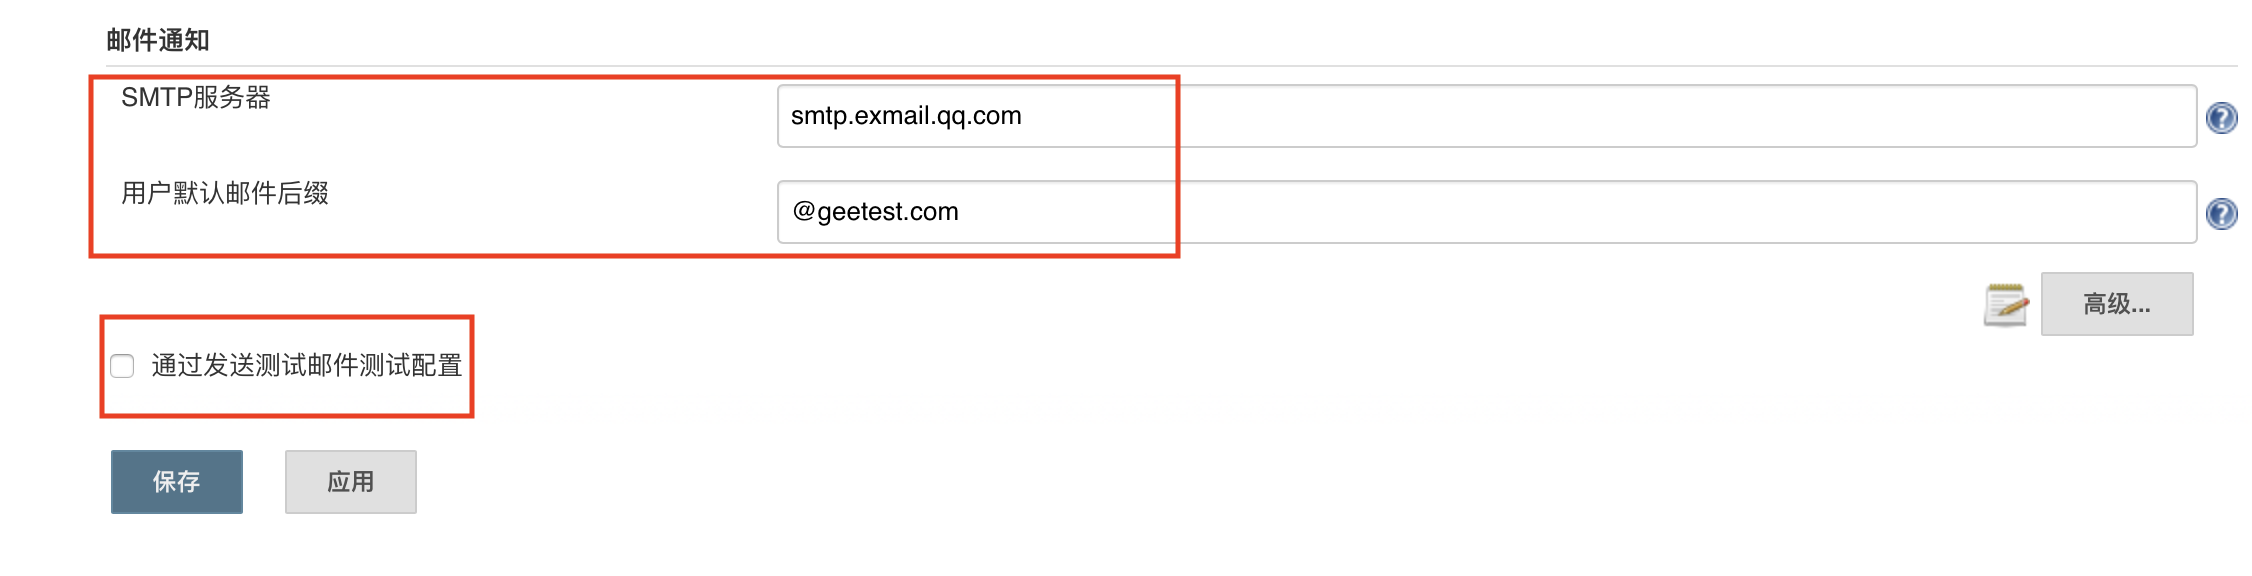 邮件通知
SMTP服务器
smtp.exmail.qq.com
用户默认邮件后缀
@geetest.com
高级...
通过发送测试邮件测试配置
保存
应用